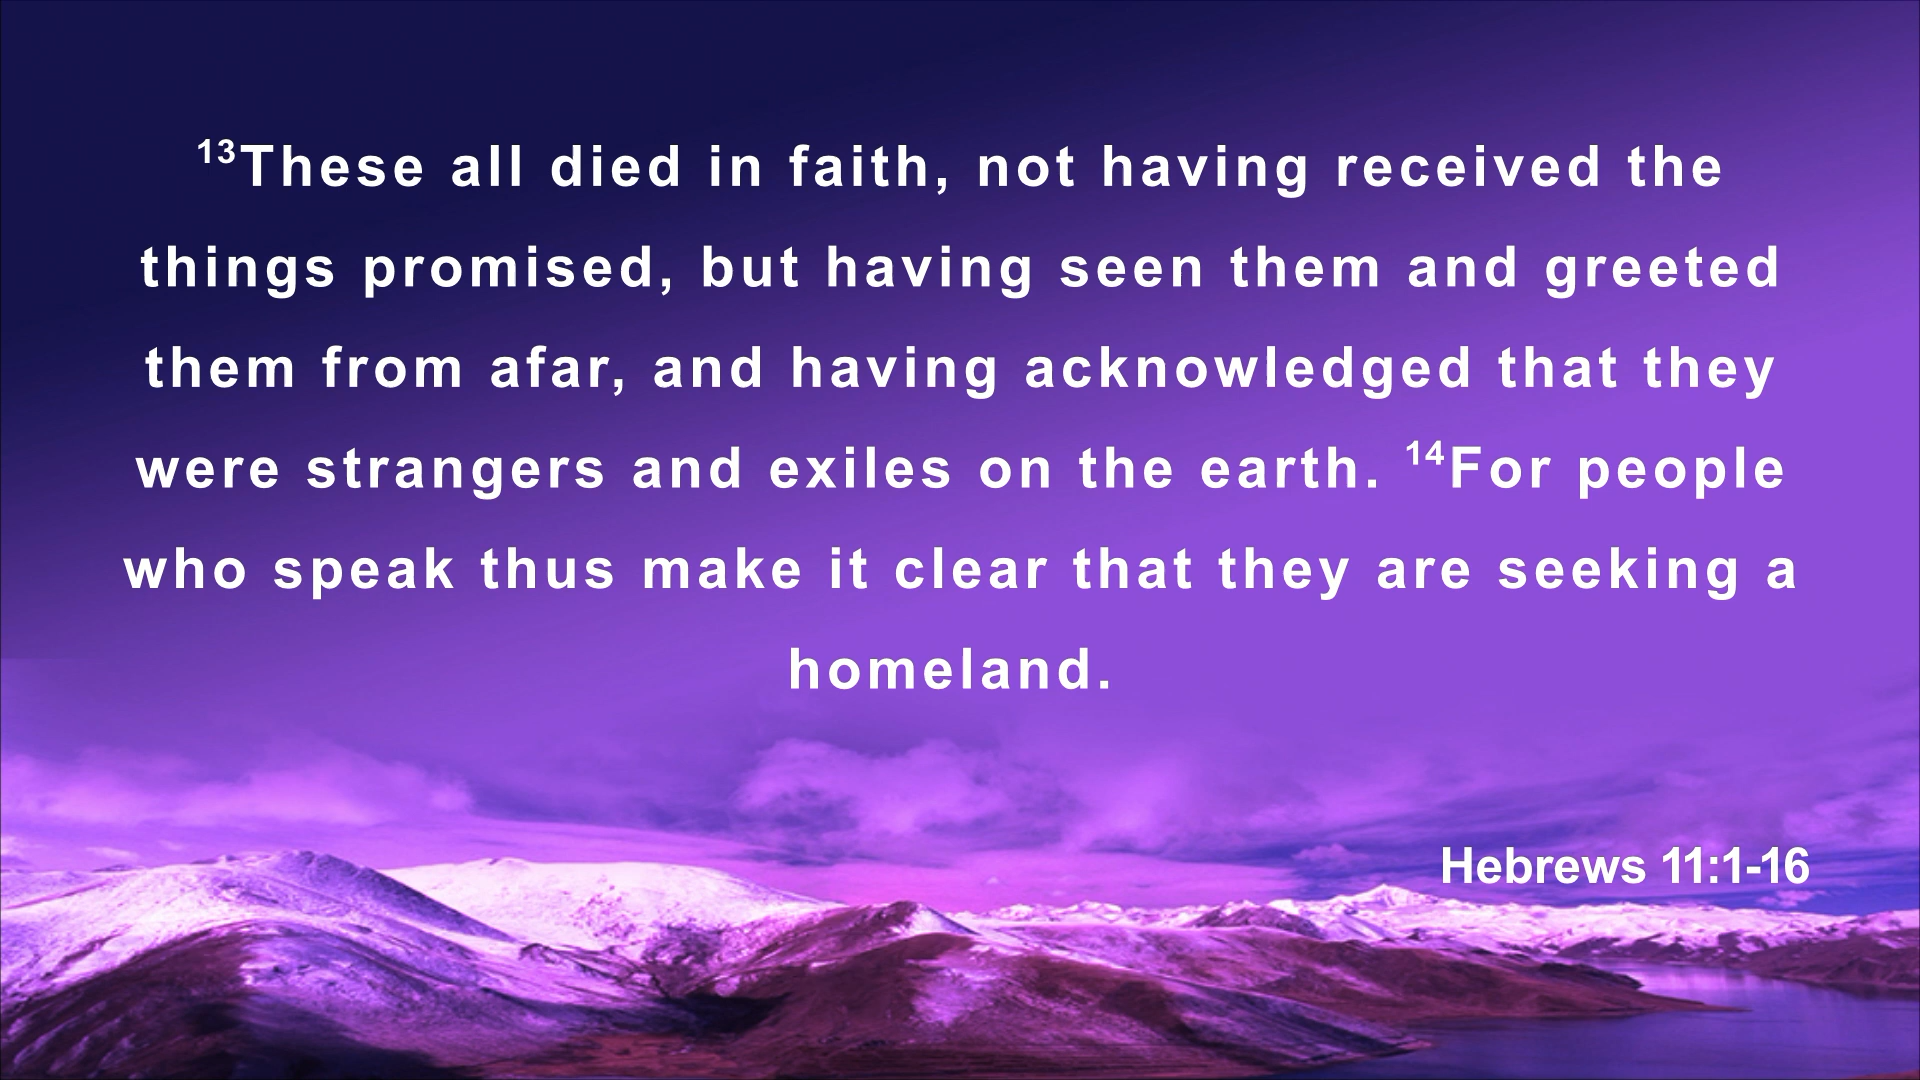 ¹³These all died in faith, not having received the
things promised, but having seen them and greeted
them from afar, and having acknowledged that they
were strangers and exiles on the earth. ¹⁴For people
who speak thus make it clear that they are seeking a
homeland.
Hebrews 11:1-16